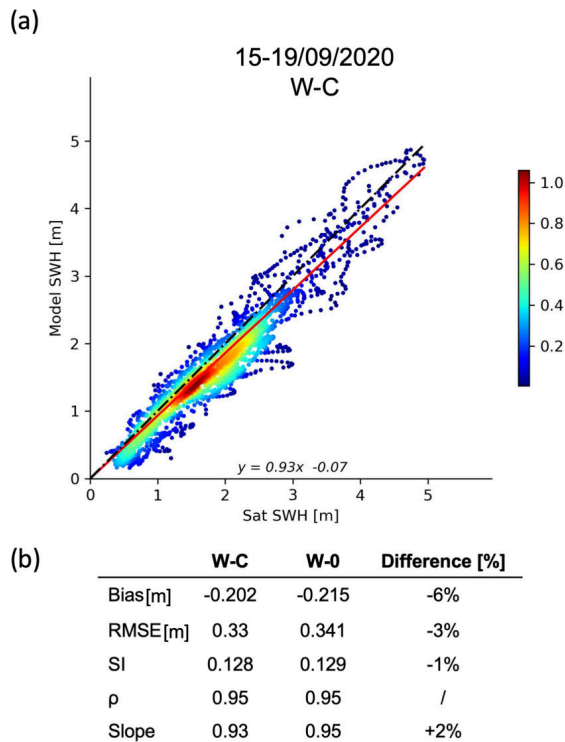 (a)
15-19/09/2020
W-C
5
4
3
2
1
0
Model SWH [m]
1.0
0.8
0.6
0.4
0.2
y = 0.93x -0.07
0 1 2 3 4 5
Sat SWH [m]
(b)
W-C W-0 Difference [%]
Bias[m] -0.202 -0.215 -6%
RMSE[m] 0.33 0.341 -3%
SI 0.128 0.129 -1%
ρ 0.95 0.95 /
Slope 0.93 0.95 +2%